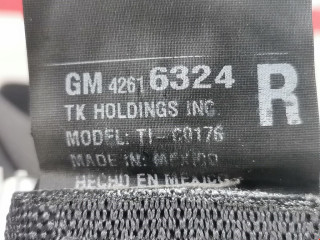 GM 4261 6324 R
TK HOLDINGS INC.
MODEL: TI-C0176
MADE IN: MEXICO
HECHO EN MEXICO